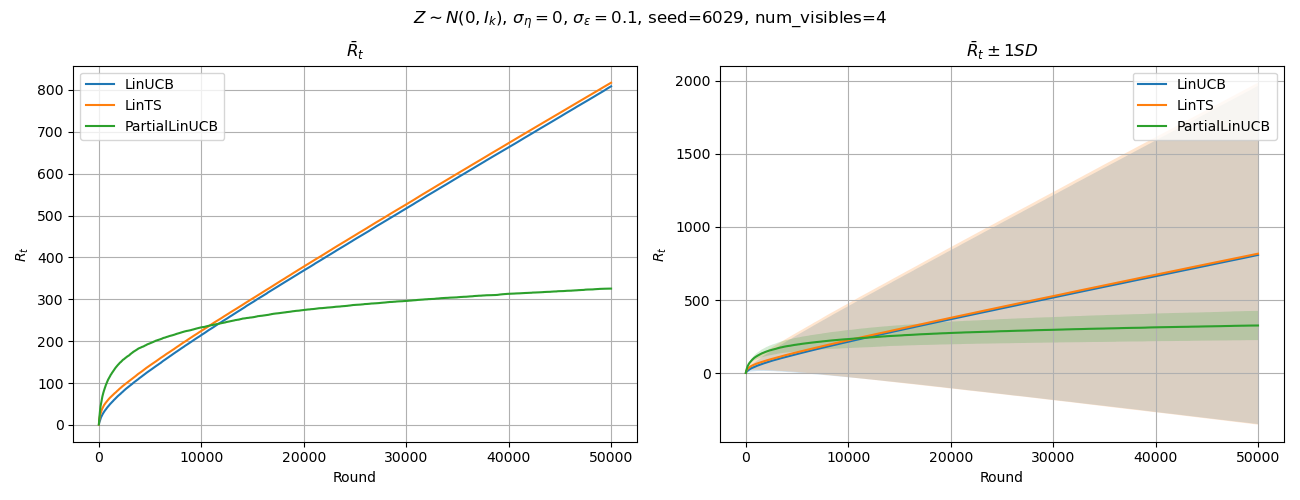 Z ~ N(0, I_k), σ_η = 0, σ_ε = 0.1, seed=6029, num_visibles=4
R̄_t
LinUCB
LinTS
PartialLinUCB
800
700
600
500
400
300
200
100
0
R_t
0 10000 20000 30000 40000 50000
Round
R̄_t ± 1SD
LinUCB
LinTS
PartialLinUCB
2000
1500
1000
500
0
R_t
0 10000 20000 30000 40000 50000
Round